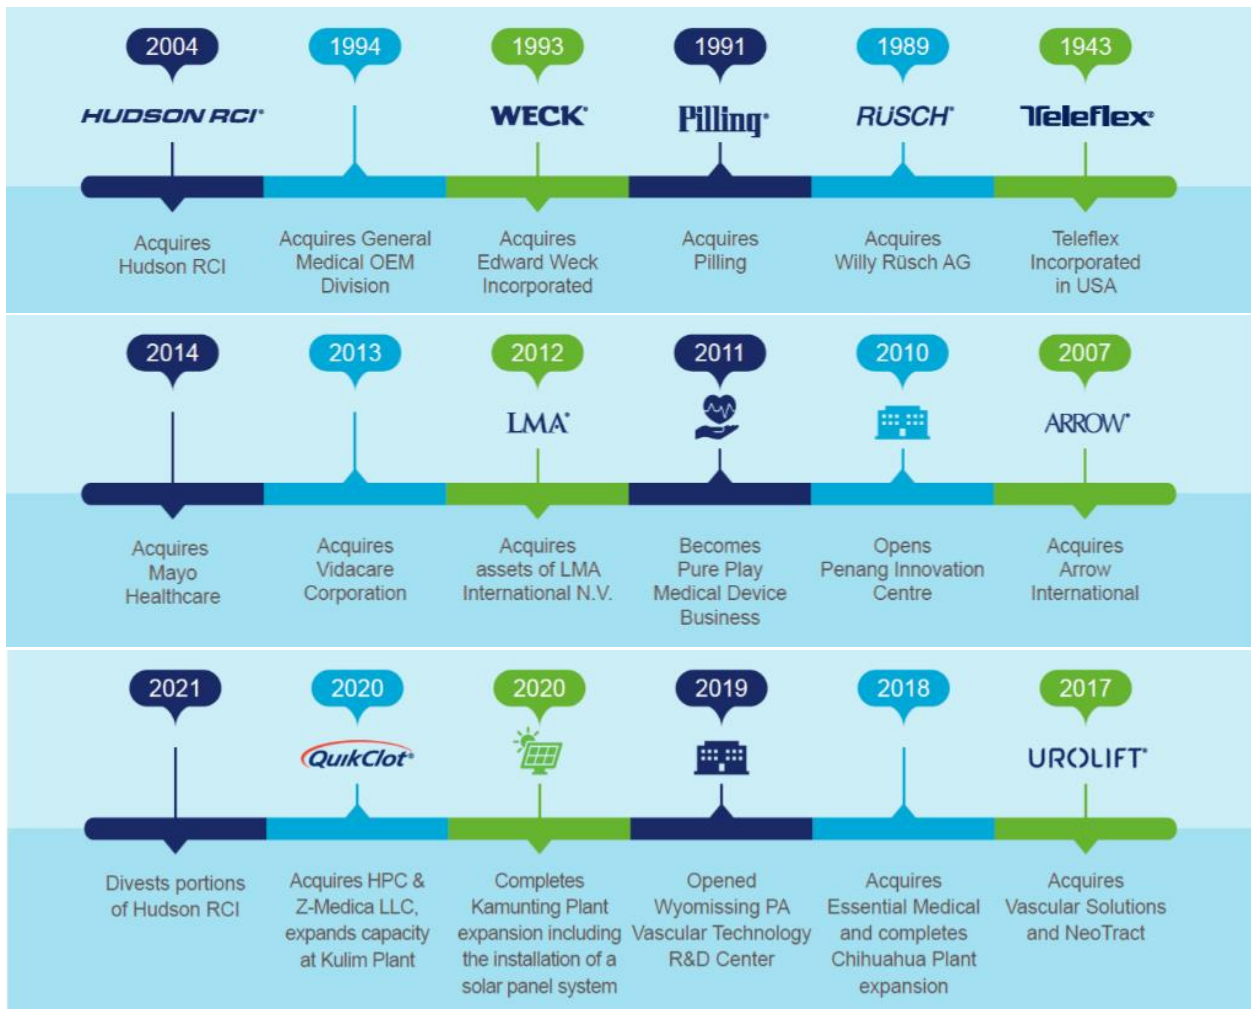 2004
HUDSON RCI®
Acquires
Hudson RCI
1994
Acquires General
Medical OEM
Division
1993
WECK®
Acquires
Edward Weck
Incorporated
1991
Pilling®
Acquires
Pilling
1989
RÜSCH®
Acquires
Willy Rüsch AG
1943
Teleflex®
Teleflex
Incorporated
in USA
2014
Acquires
Mayo
Healthcare
2013
Acquires
Vidacare
Corporation
2012
LMA®
Acquires
assets of LMA
International N.V.
2011
Becomes
Pure Play
Medical Device
Business
2010
Opens
Penang Innovation
Centre
2007
ARROW®
Acquires
Arrow
International
2021
Divests portions
of Hudson RCI
2020
QuikClot®
Acquires HPC &
Z-Medica LLC,
expands capacity
at Kulim Plant
2020
Completes
Kamunting Plant
expansion including
the installation of a
solar panel system
2019
Opened
Wyomissing PA
Vascular Technology
R&D Center
2018
Acquires
Essential Medical
and completes
Chihuahua Plant
expansion
2017
UROLIFT®
Acquires
Vascular Solutions
and NeoTract